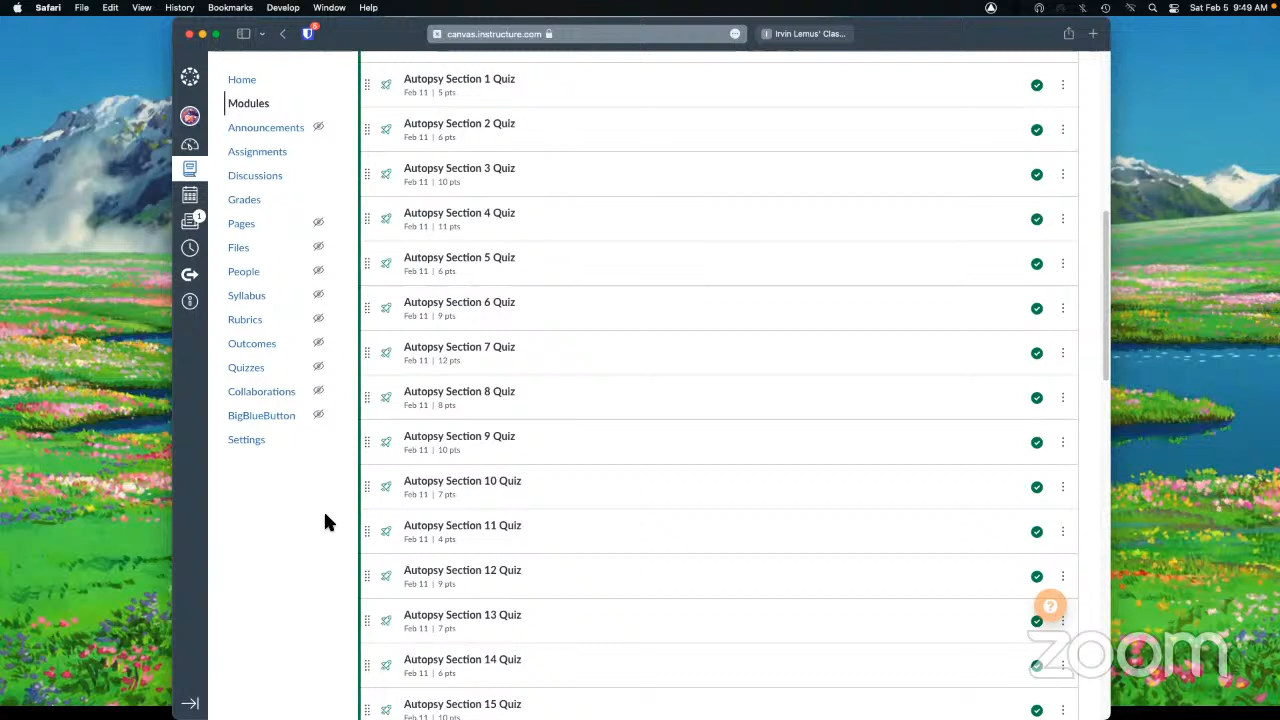 Safari File Edit View History Bookmarks Develop Window Help
Sat Feb 5 9:49 AM
5
canvas.instructure.com
I Irvin Lemus' Clas...
Home
Modules
Announcements
Assignments
Discussions
Grades
Pages
Files
People
Syllabus
Rubrics
Outcomes
Quizzes
Collaborations
BigBlueButton
Settings
1
Autopsy Section 1 Quiz
Feb 11 | 5 pts
Autopsy Section 2 Quiz
Feb 11 | 6 pts
Autopsy Section 3 Quiz
Feb 11 | 10 pts
Autopsy Section 4 Quiz
Feb 11 | 11 pts
Autopsy Section 5 Quiz
Feb 11 | 6 pts
Autopsy Section 6 Quiz
Feb 11 | 9 pts
Autopsy Section 7 Quiz
Feb 11 | 12 pts
Autopsy Section 8 Quiz
Feb 11 | 8 pts
Autopsy Section 9 Quiz
Feb 11 | 10 pts
Autopsy Section 10 Quiz
Feb 11 | 7 pts
Autopsy Section 11 Quiz
Feb 11 | 4 pts
Autopsy Section 12 Quiz
Feb 11 | 9 pts
Autopsy Section 13 Quiz
Feb 11 | 7 pts
Autopsy Section 14 Quiz
Feb 11 | 6 pts
Autopsy Section 15 Quiz
Feb 11 | 10 pts
?
zoom